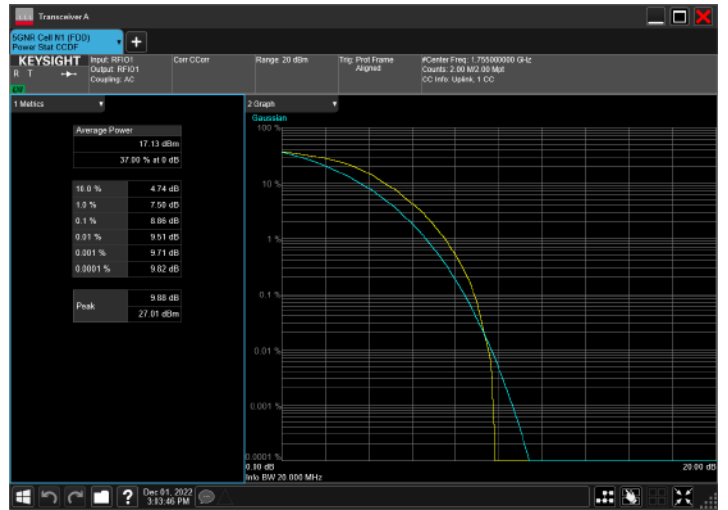 Transceiver A
5GNR Cell N1 (FDD)
Power Stat CCDF
KEYSIGHT
R T
Input: RFIO1
Output: RFIO1
Coupling: AC
Corr CCorr
Range: 20 dBm
Trig: Prot Frame
Aligned
#Center Freq: 1.755000000 GHz
Counts: 2.00 M/2.00 Mpt
CC Info: Uplink, 1 CC
1 Metrics
Average Power
17.13 dBm
37.00 % at 0 dB
10.0 % 4.74 dB
1.0 % 7.50 dB
0.1 % 8.86 dB
0.01 % 9.51 dB
0.001 % 9.71 dB
0.0001 % 9.82 dB
Peak
9.88 dB
27.01 dBm
2 Graph
Gaussian
100 %
10 %
1 %
0.1 %
0.01 %
0.001 %
0.0001 %
0.00 dB
20.00 dB
Info BW 20.000 MHz
?
Dec 01, 2022
3:13:46 PM